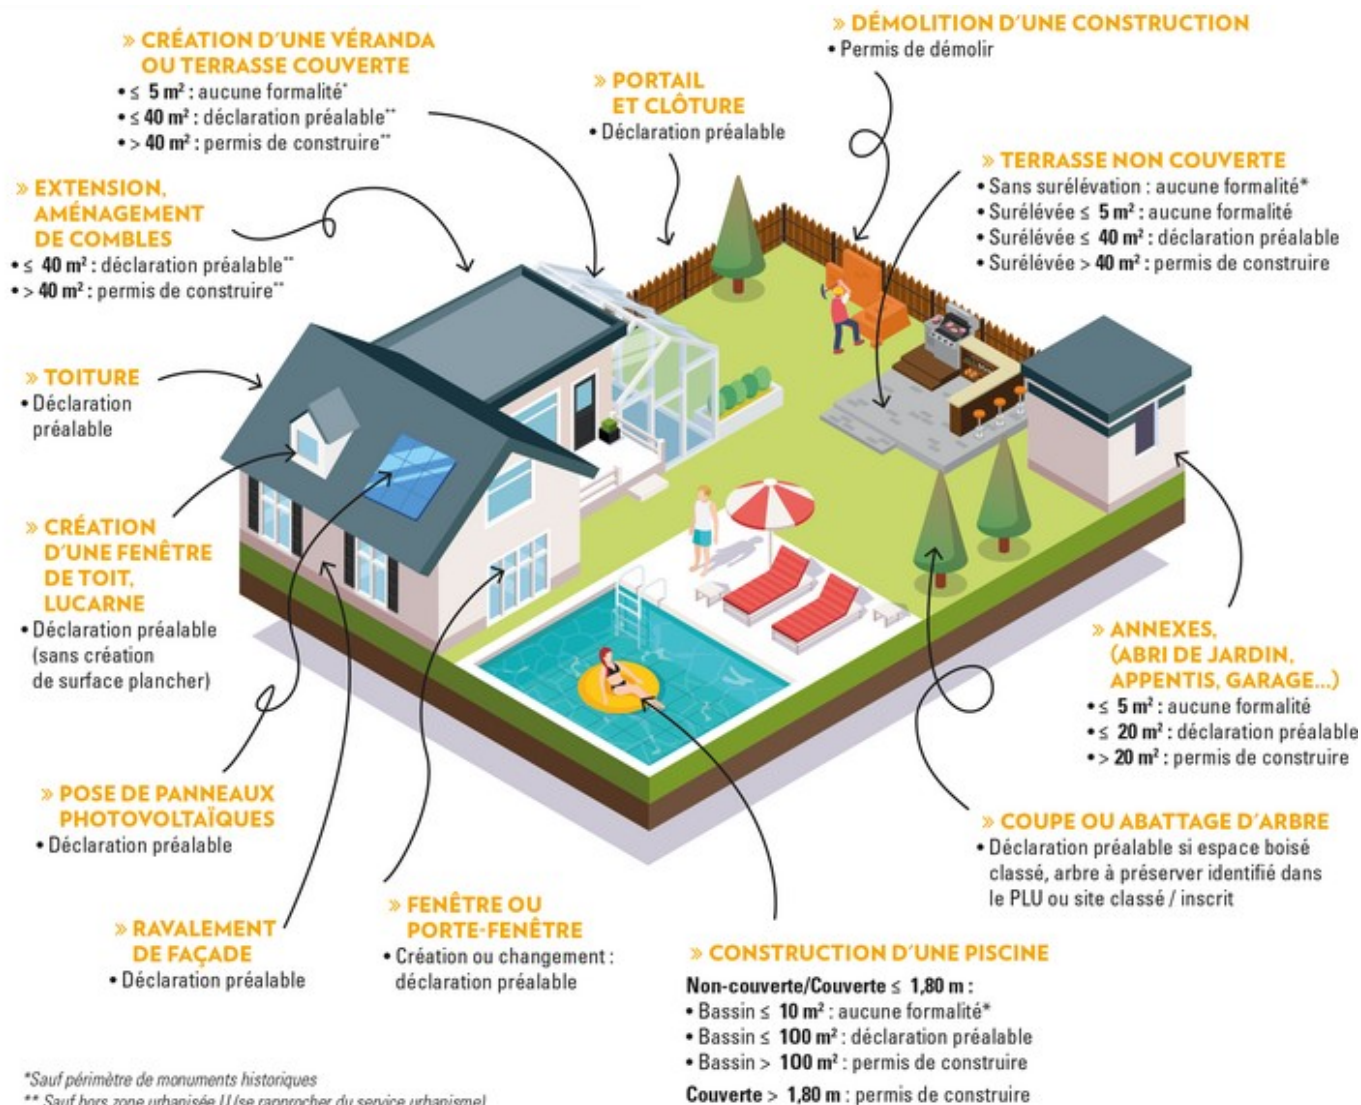 » CRÉATION D'UNE VÉRANDA
OU TERRASSE COUVERTE
• ≤ 5 m² : aucune formalité*
• ≤ 40 m² : déclaration préalable**
• > 40 m² : permis de construire**
» PORTAIL
ET CLÔTURE
• Déclaration préalable
» DÉMOLITION D'UNE CONSTRUCTION
• Permis de démolir
» TERRASSE NON COUVERTE
• Sans surélévation : aucune formalité*
• Surélévée ≤ 5 m² : aucune formalité
• Surélévée ≤ 40 m² : déclaration préalable
• Surélévée > 40 m² : permis de construire
» EXTENSION,
AMÉNAGEMENT
DE COMBLES
• ≤ 40 m² : déclaration préalable**
• > 40 m² : permis de construire**
» TOITURE
• Déclaration
préalable
» CRÉATION
D'UNE FENÊTRE
DE TOIT,
LUCARNE
• Déclaration préalable
(sans création
de surface plancher)
» POSE DE PANNEAUX
PHOTOVOLTAÏQUES
• Déclaration préalable
» RAVALEMENT
DE FAÇADE
• Déclaration préalable
» FENÊTRE OU
PORTE-FENÊTRE
• Création ou changement :
déclaration préalable
» ANNEXES,
(ABRI DE JARDIN,
APPENTIS, GARAGE...)
• ≤ 5 m² : aucune formalité
• ≤ 20 m² : déclaration préalable
• > 20 m² : permis de construire
» COUPE OU ABATTAGE D'ARBRE
• Déclaration préalable si espace boisé
classé, arbre à préserver identifié dans
le PLU ou site classé / inscrit
» CONSTRUCTION D'UNE PISCINE
Non-couverte/Couverte ≤ 1,80 m :
• Bassin ≤ 10 m² : aucune formalité*
• Bassin ≤ 100 m² : déclaration préalable
• Bassin > 100 m² : permis de construire
Couverte > 1,80 m : permis de construire
*Sauf périmètre de monuments historiques
** Sauf hors zone urbanisée U (se rapprocher du service urbanisme)